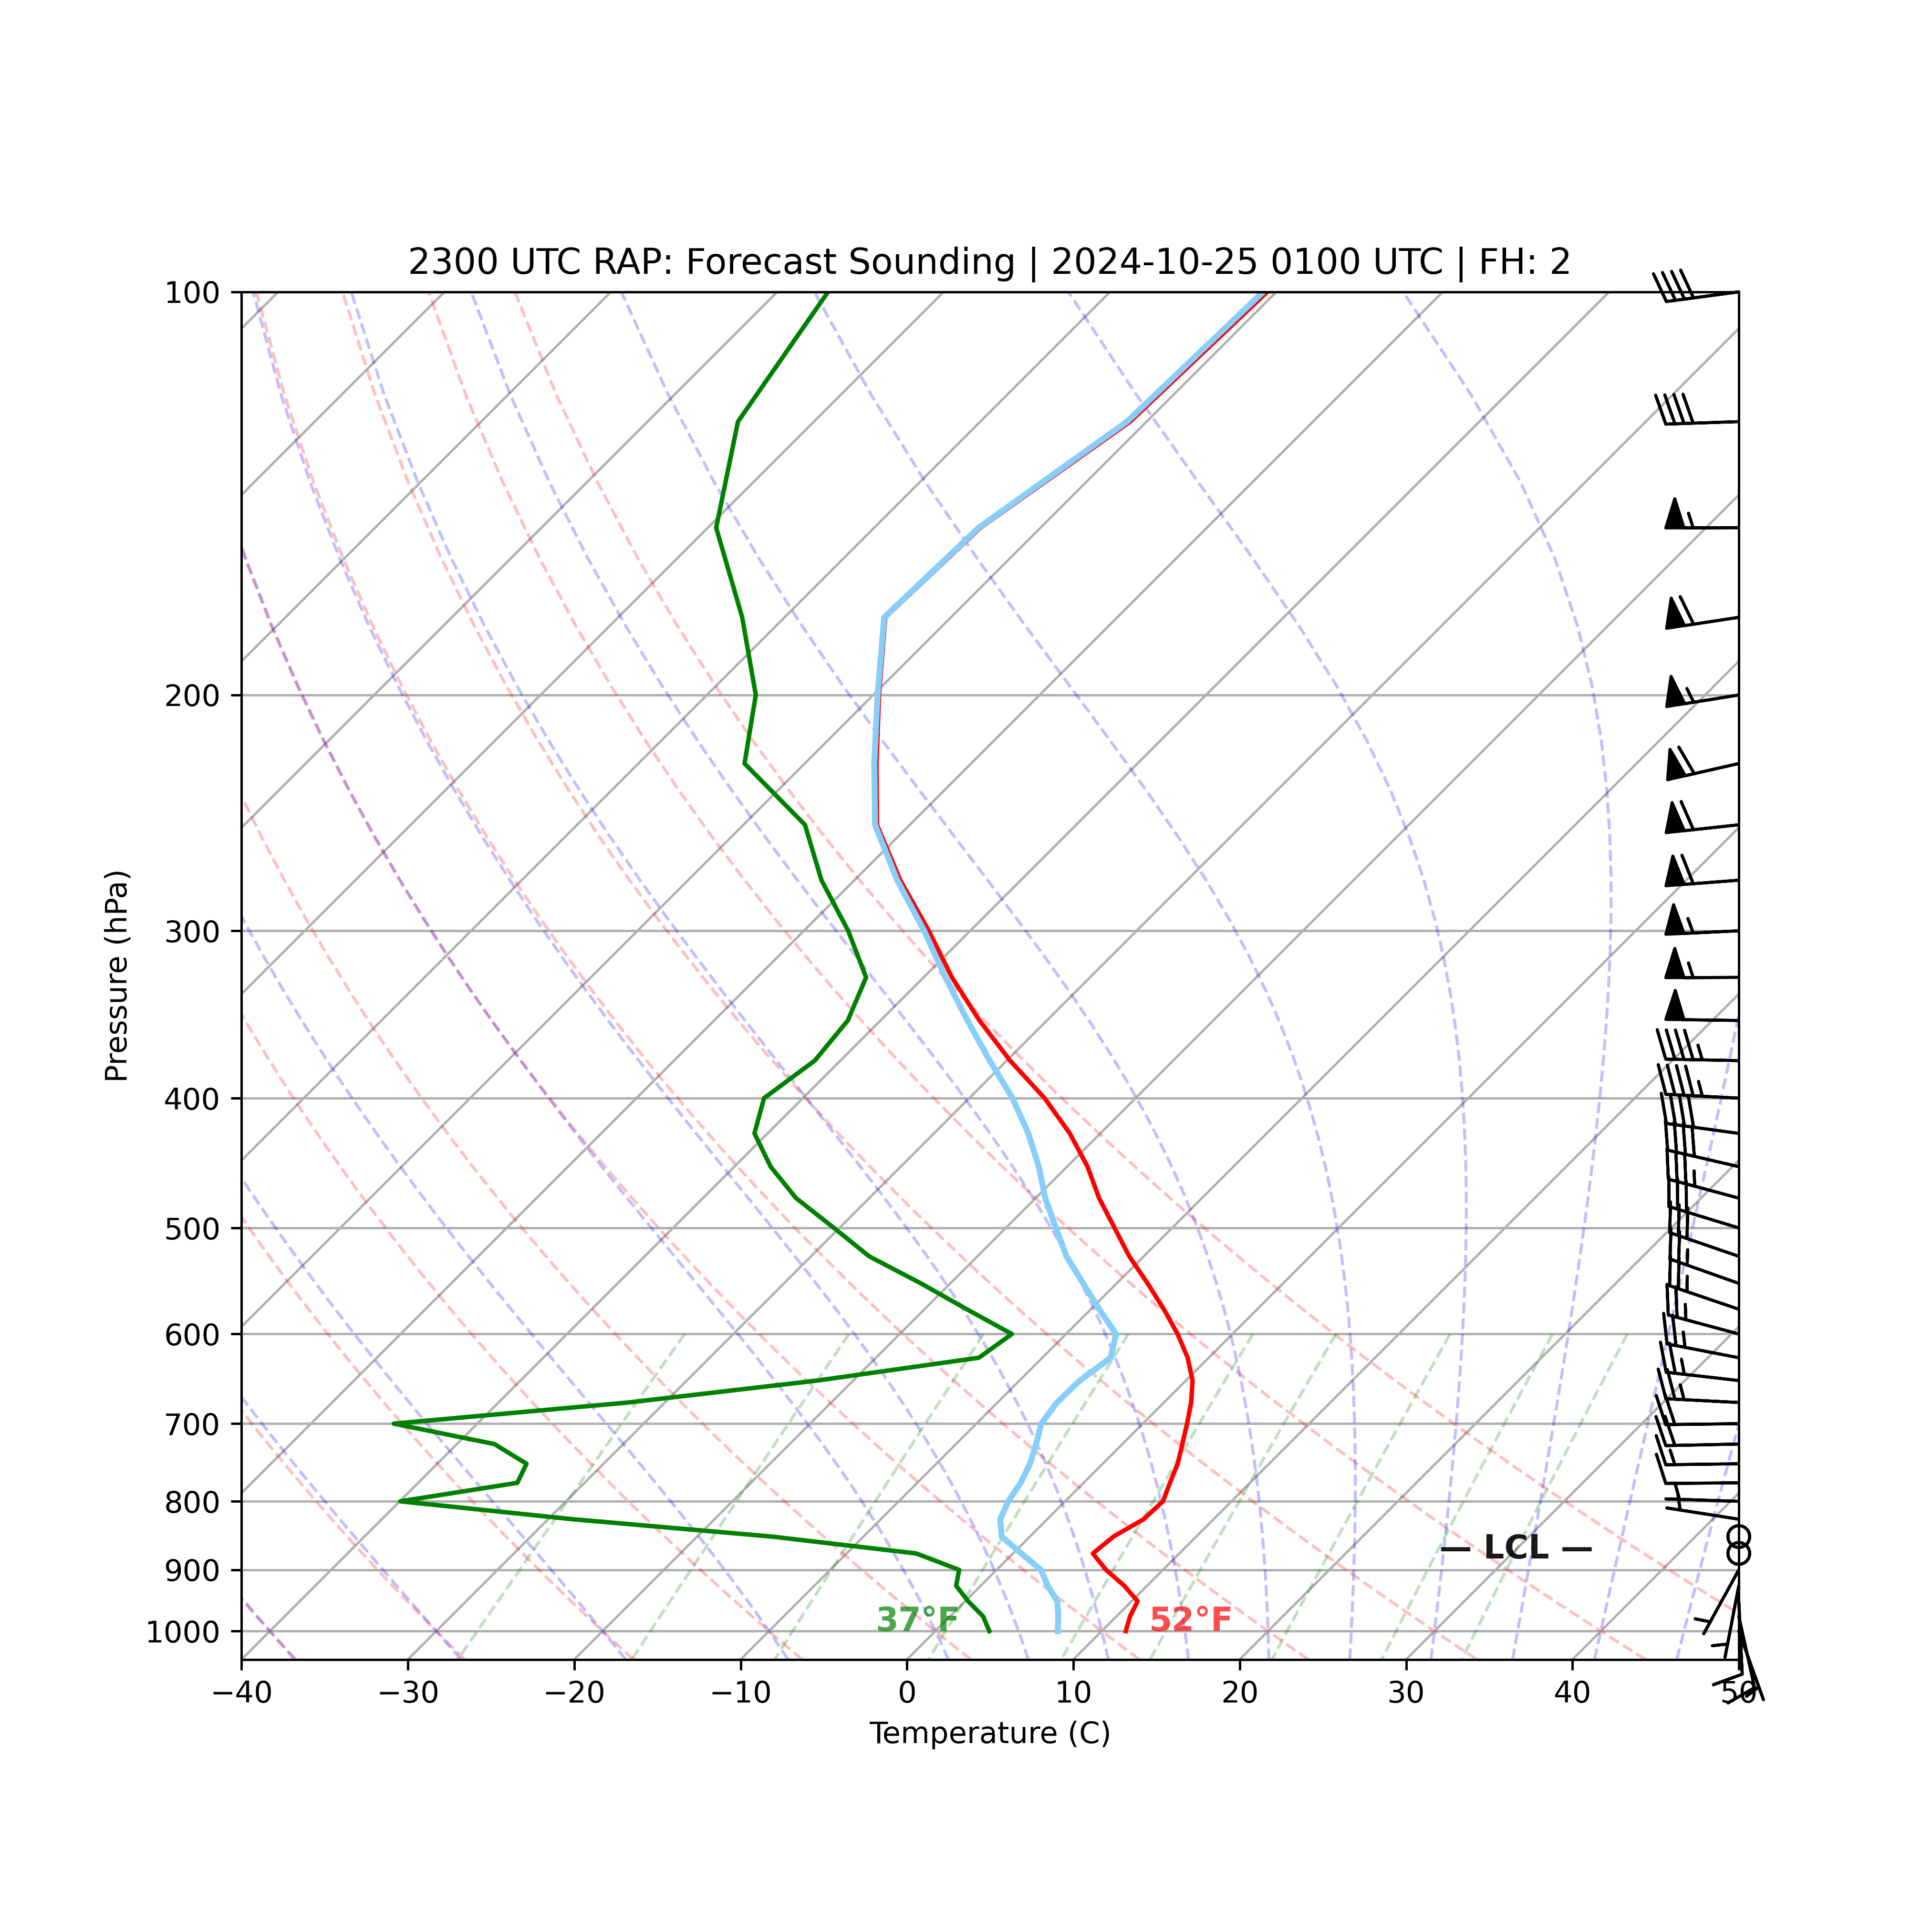 2300 UTC RAP: Forecast Sounding | 2024-10-25 0100 UTC | FH: 2
100
200
300
400
500
600
700
800
900
1000
Pressure (hPa)
— LCL —
37°F
52°F
−40 −30 −20 −10 0 10 20 30 40 50
Temperature (C)